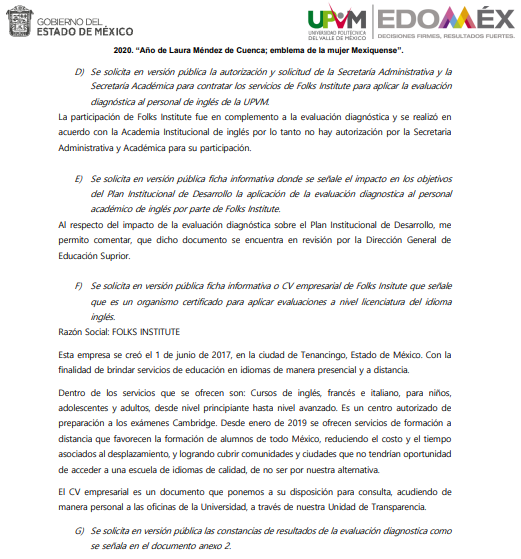 GOBIERNO DEL
ESTADO DE MÉXICO
UPVM
UNIVERSIDAD POLITÉCNICA
DEL VALLE DE MÉXICO
EDOMÉX
DECISIONES FIRMES, RESULTADOS FUERTES.
2020. “Año de Laura Méndez de Cuenca; emblema de la mujer Mexiquense”.
D) Se solicita en versión pública la autorización y solicitud de la Secretaría Administrativa y la
Secretaría Académica para contratar los servicios de Folks Institute para aplicar la evaluación
diagnóstica al personal de inglés de la UPVM.
La participación de Folks Institute fue en complemento a la evaluación diagnóstica y se realizó en
acuerdo con la Academia Institucional de inglés por lo tanto no hay autorización por la Secretaria
Administrativa y Académica para su participación.
E) Se solicita en versión pública ficha informativa donde se señale el impacto en los objetivos
del Plan Institucional de Desarrollo la aplicación de la evaluación diagnostica al personal
académico de inglés por parte de Folks Institute.
Al respecto del impacto de la evaluación diagnóstica sobre el Plan Institucional de Desarrollo, me
permito comentar, que dicho documento se encuentra en revisión por la Dirección General de
Educación Suprior.
F) Se solicita en versión pública ficha informativa o CV empresarial de Folks Insitute que señale
que es un organismo certificado para aplicar evaluaciones a nivel licenciatura del idioma
inglés.
Razón Social: FOLKS INSTITUTE
Esta empresa se creó el 1 de junio de 2017, en la ciudad de Tenancingo, Estado de México. Con la
finalidad de brindar servicios de educación en idiomas de manera presencial y a distancia.
Dentro de los servicios que se ofrecen son: Cursos de inglés, francés e italiano, para niños,
adolescentes y adultos, desde nivel principiante hasta nivel avanzado. Es un centro autorizado de
preparación a los exámenes Cambridge. Desde enero de 2019 se ofrecen servicios de formación a
distancia que favorecen la formación de alumnos de todo México, reduciendo el costo y el tiempo
asociados al desplazamiento, y logrando cubrir comunidades y ciudades que no tendrían oportunidad
de acceder a una escuela de idiomas de calidad, de no ser por nuestra alternativa.
El CV empresarial es un documento que ponemos a su disposición para consulta, acudiendo de
manera personal a las oficinas de la Universidad, a través de nuestra Unidad de Transparencia.
G) Se solicita en versión pública las constancias de resultados de la evaluación diagnostica como
se señala en el documento anexo 2.